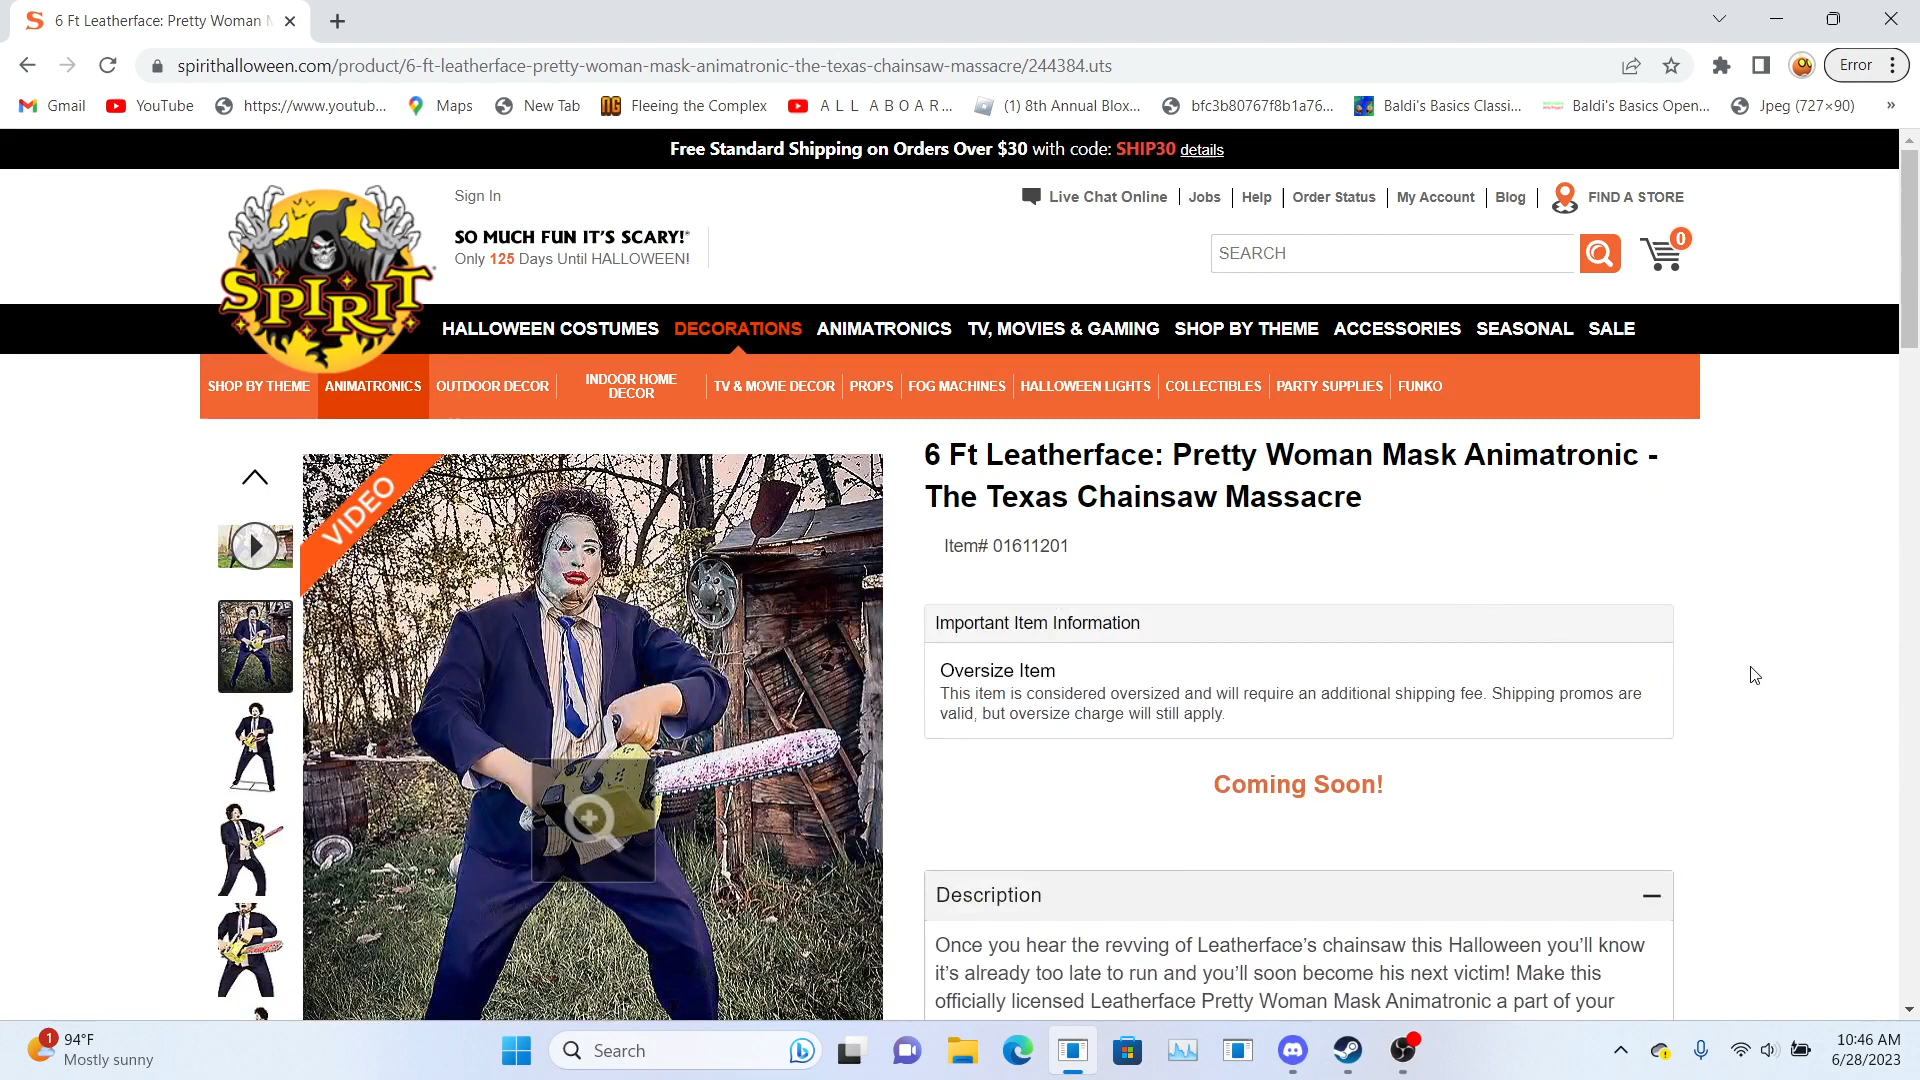 6 Ft Leatherface: Pretty Woman M
spirithalloween.com/product/6-ft-leatherface-pretty-woman-mask-animatronic-the-texas-chainsaw-massacre/244384.uts
Error
Gmail
YouTube
https://www.youtub...
Maps
New Tab
Fleeing the Complex
A L L A B O A R...
(1) 8th Annual Blox...
bfc3b80767f8b1a76...
Baldi's Basics Classi...
Baldi's Basics Open...
Jpeg (727×90)
»
Free Standard Shipping on Orders Over $30 with code: SHIP30 details
SPIRIT
Sign In
SO MUCH FUN IT'S SCARY!®
Only 125 Days Until HALLOWEEN!
Live Chat Online
Jobs
Help
Order Status
My Account
Blog
FIND A STORE
SEARCH
0
HALLOWEEN COSTUMES
DECORATIONS
ANIMATRONICS
TV, MOVIES & GAMING
SHOP BY THEME
ACCESSORIES
SEASONAL
SALE
SHOP BY THEME
ANIMATRONICS
OUTDOOR DECOR
INDOOR HOME
DECOR
TV & MOVIE DECOR
PROPS
FOG MACHINES
HALLOWEEN LIGHTS
COLLECTIBLES
PARTY SUPPLIES
FUNKO
VIDEO
6 Ft Leatherface: Pretty Woman Mask Animatronic -
The Texas Chainsaw Massacre
Item# 01611201
Important Item Information
Oversize Item
This item is considered oversized and will require an additional shipping fee. Shipping promos are
valid, but oversize charge will still apply.
Coming Soon!
Description
Once you hear the revving of Leatherface's chainsaw this Halloween you'll know
it's already too late to run and you'll soon become his next victim! Make this
officially licensed Leatherface Pretty Woman Mask Animatronic a part of your
1
94°F
Mostly sunny
Search
10:46 AM
6/28/2023